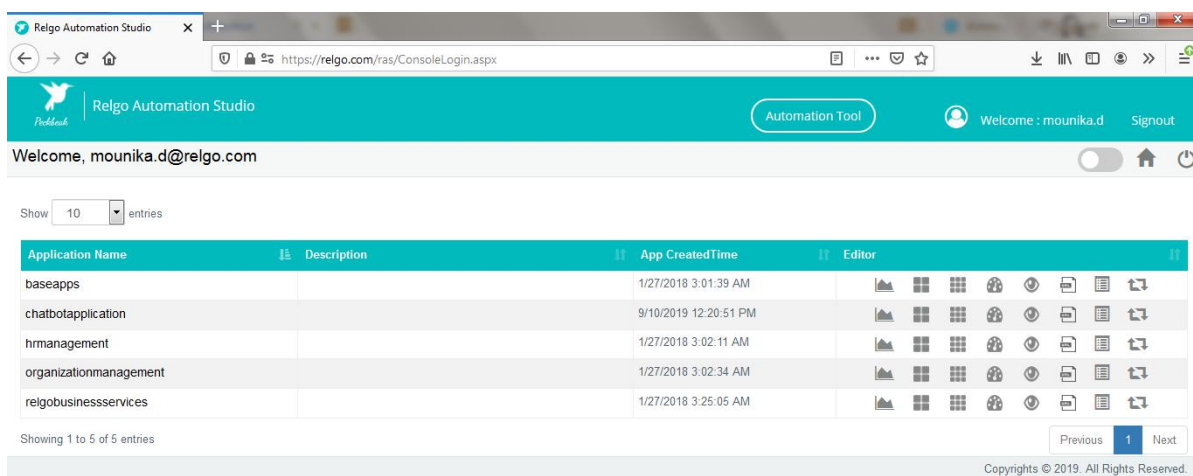 Relgo Automation Studio
https://relgo.com/ras/ConsoleLogin.aspx
Peckbeak
Relgo Automation Studio
Automation Tool
Welcome : mounika.d
Signout
Welcome, mounika.d@relgo.com
Show 10 entries
Application Name Description App CreatedTime Editor
baseapps 1/27/2018 3:01:39 AM
chatbotapplication 9/10/2019 12:20:51 PM
hrmanagement 1/27/2018 3:02:11 AM
organizationmanagement 1/27/2018 3:02:34 AM
relgobusinessservices 1/27/2018 3:25:05 AM
Showing 1 to 5 of 5 entries
Previous 1 Next
Copyrights © 2019. All Rights Reserved.